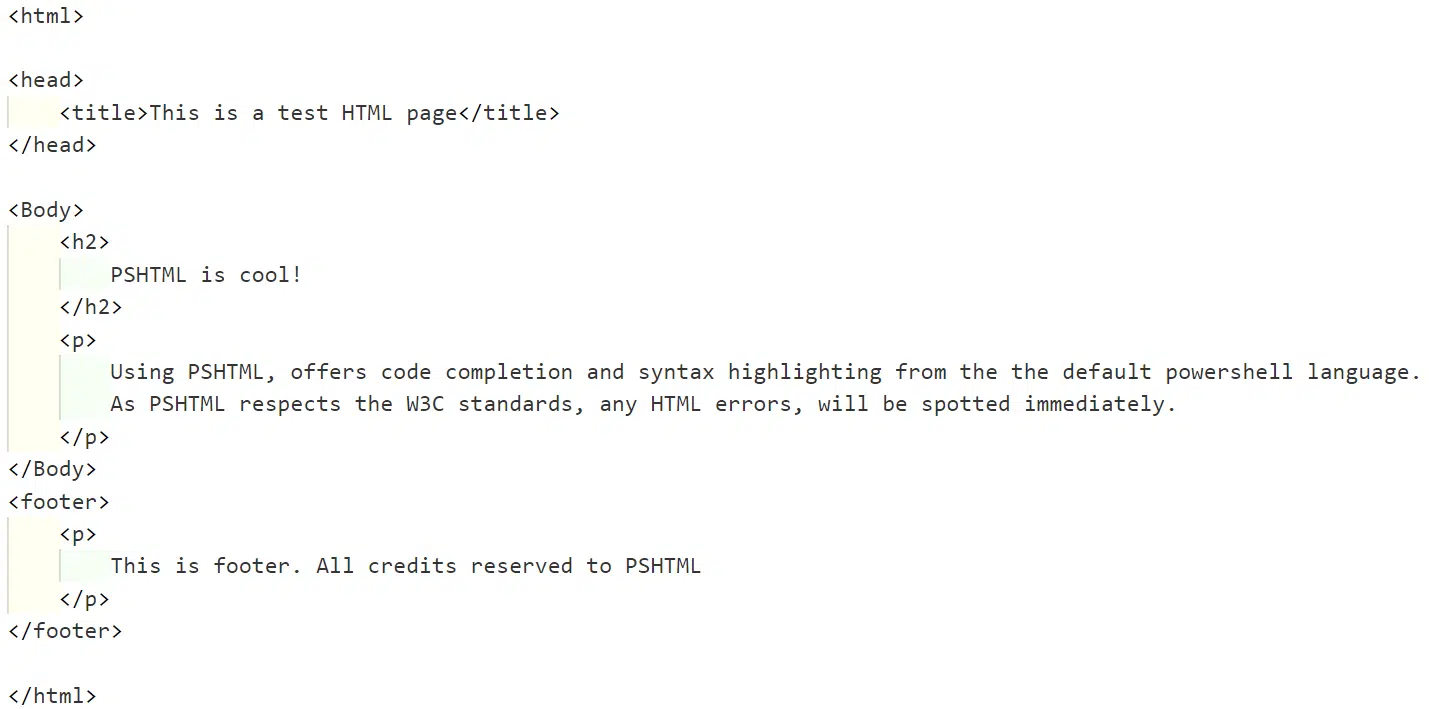 <html>
<head>
<title>This is a test HTML page</title>
</head>
<Body>
<h2>
PSHTML is cool!
</h2>
<p>
Using PSHTML, offers code completion and syntax highlighting from the the default powershell language.
As PSHTML respects the W3C standards, any HTML errors, will be spotted immediately.
</p>
</Body>
<footer>
<p>
This is footer. All credits reserved to PSHTML
</p>
</footer>
</html>